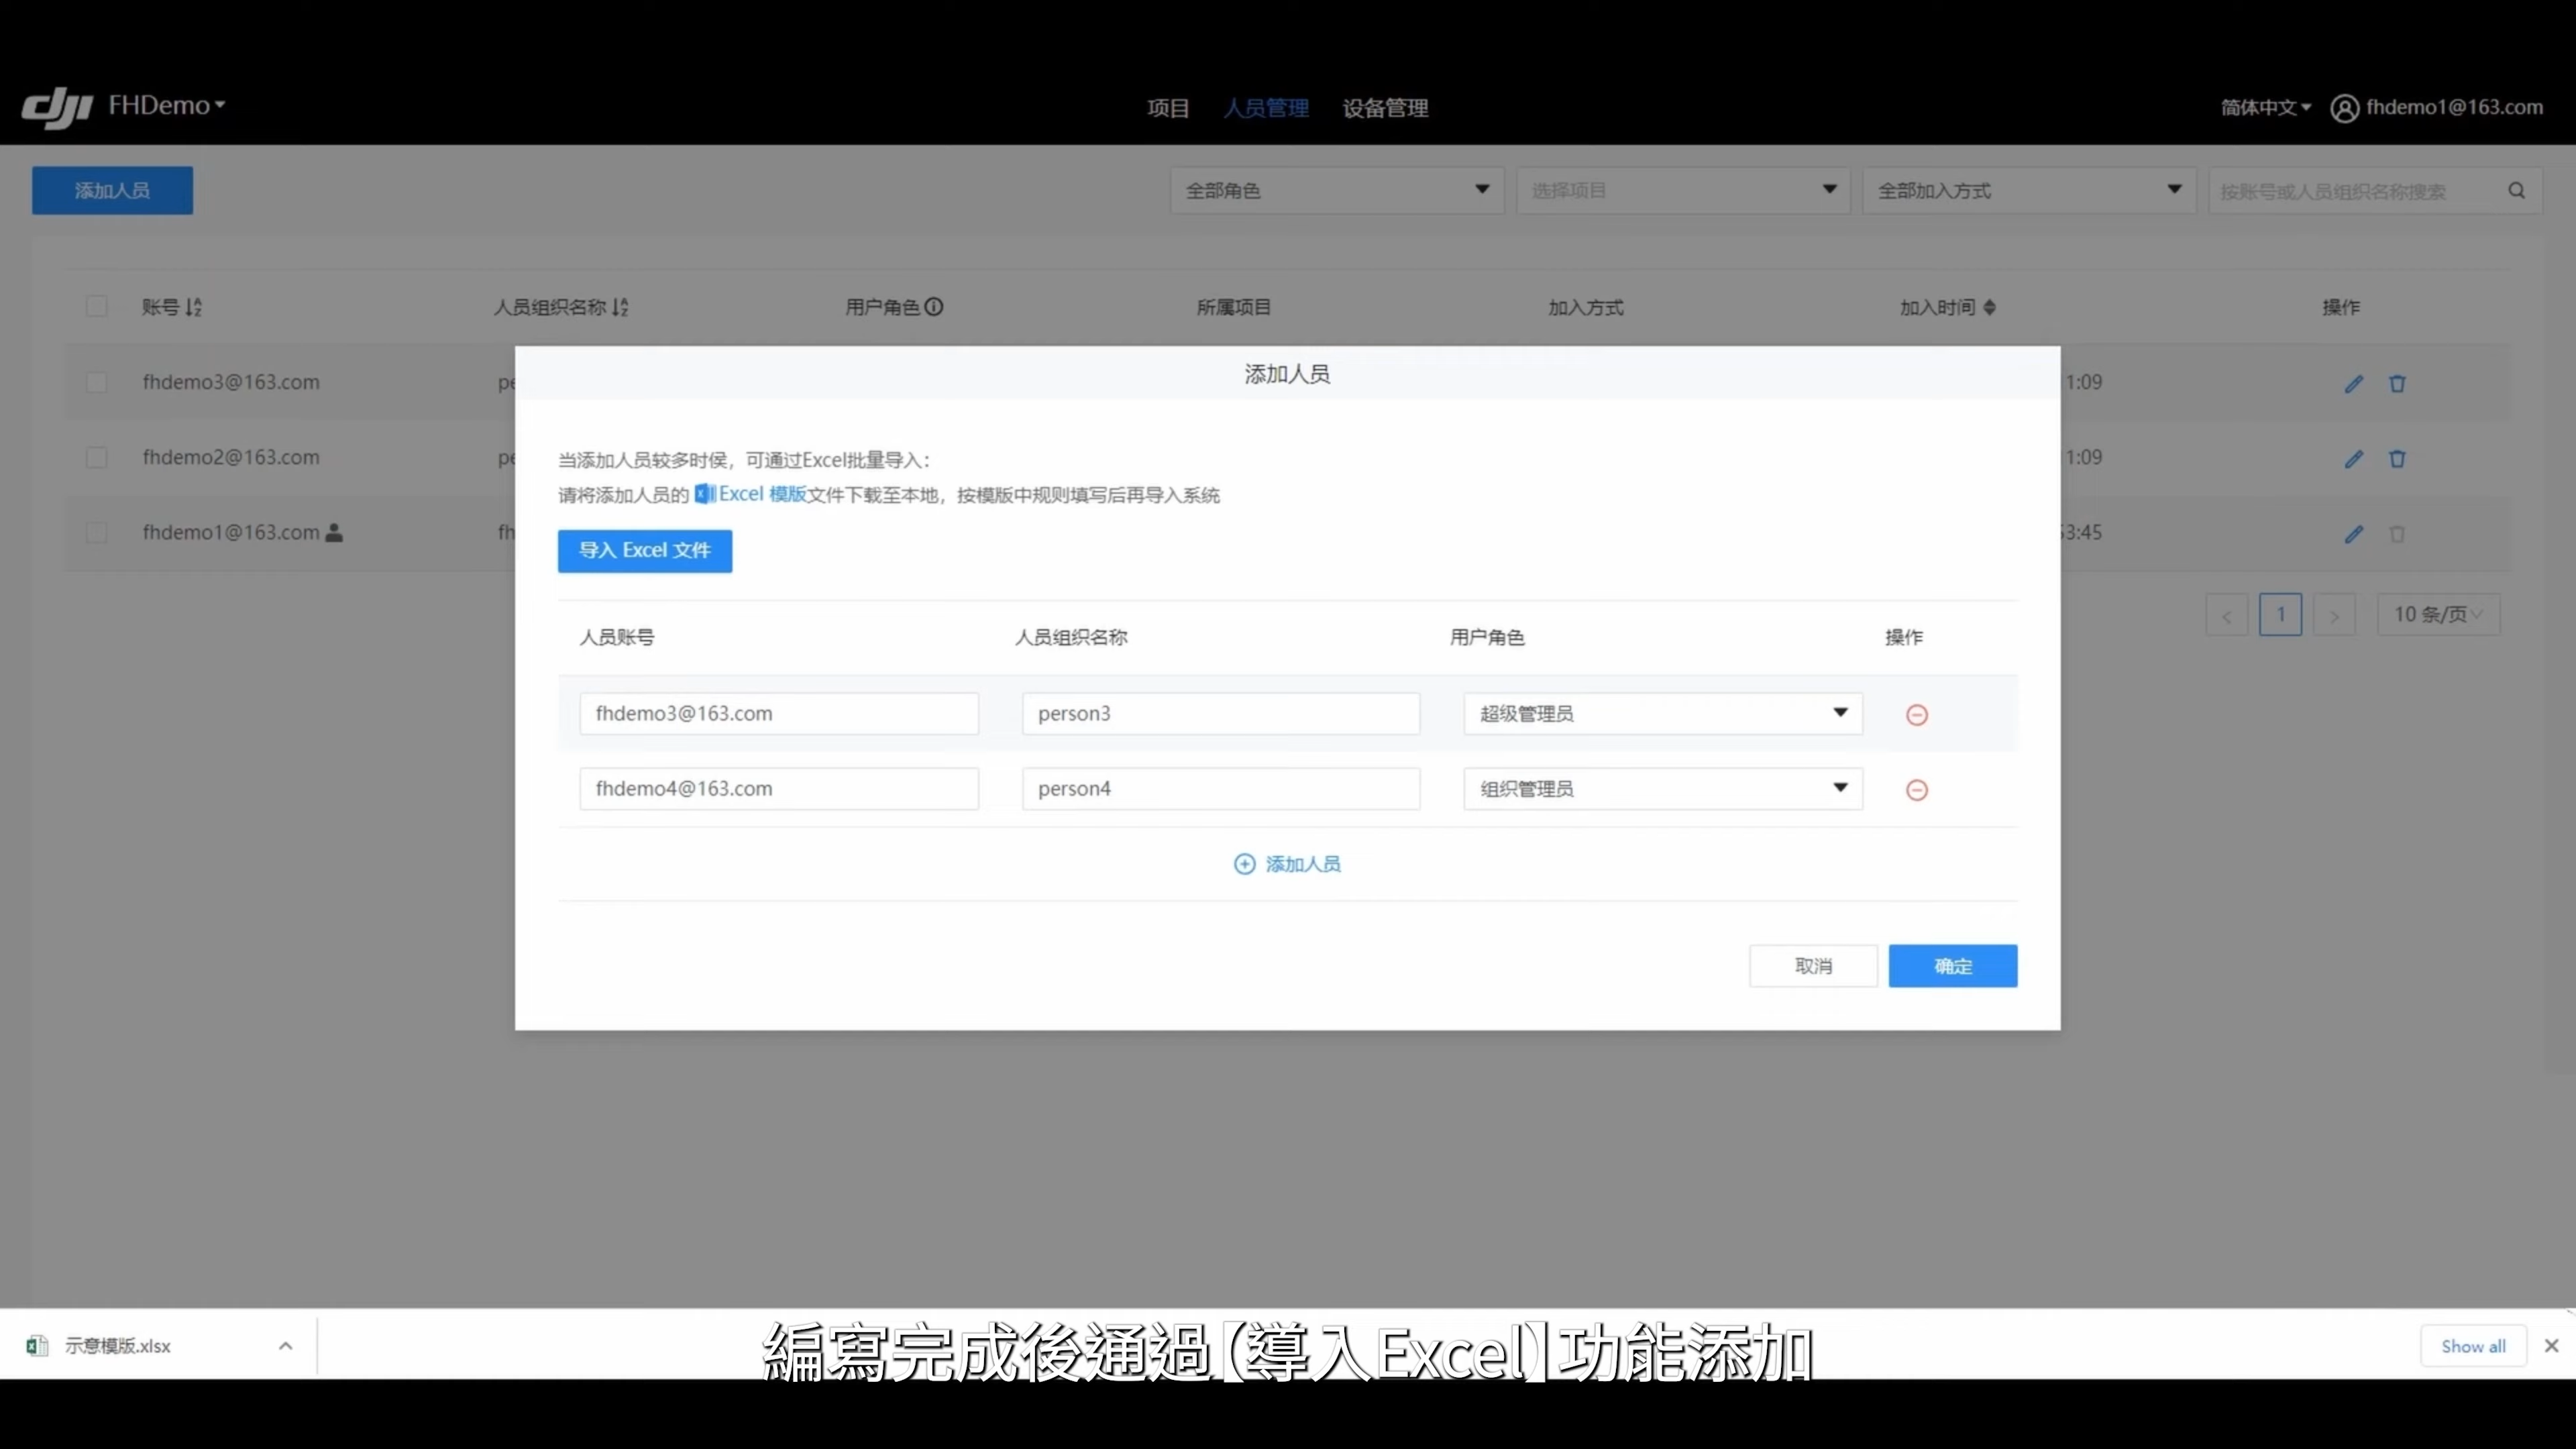 dji FHDemo
项目 人员管理 设备管理
简体中文 fhdemo1@163.com
添加人员
全部角色 选择项目 全部加入方式 按账号或人员组织名称搜索
账号 人员组织名称 用户角色 所属项目 加入方式 加入时间 操作
fhdemo3@163.com pe 1:09
fhdemo2@163.com pe 1:09
fhdemo1@163.com fh 53:45
< 1 > 10 条/页
添加人员
当添加人员较多时侯，可通过Excel批量导入：
请将添加人员的 Excel 模版文件下载至本地，按模版中规则填写后再导入系统
导入 Excel 文件
人员账号 人员组织名称 用户角色 操作
fhdemo3@163.com person3 超级管理员
fhdemo4@163.com person4 组织管理员
添加人员
取消 确定
示意模版.xlsx Show all
編寫完成後通過【導入Excel】功能添加